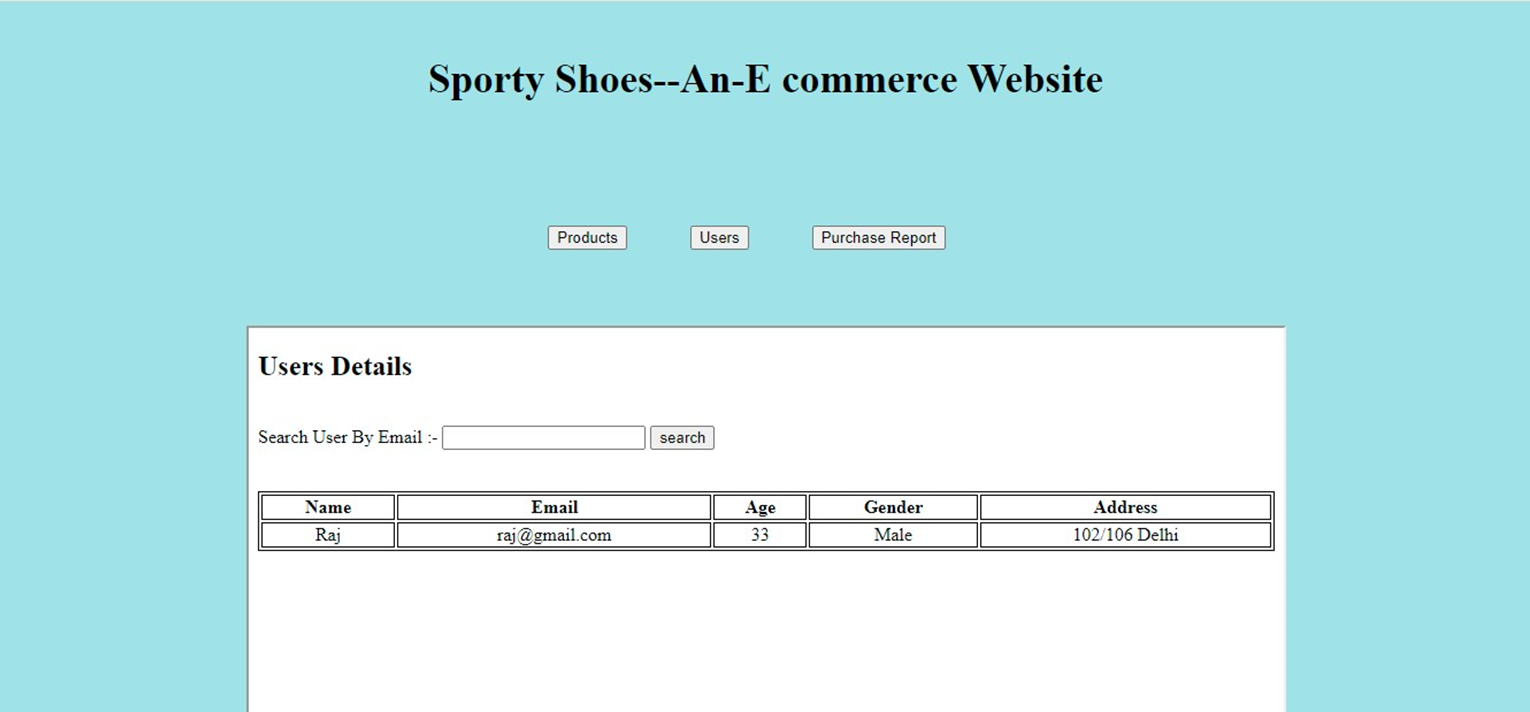 Sporty Shoes--An-E commerce Website
Products Users Purchase Report
Users Details
Search User By Email :- search
Name Email Age Gender Address
Raj raj@gmail.com 33 Male 102/106 Delhi